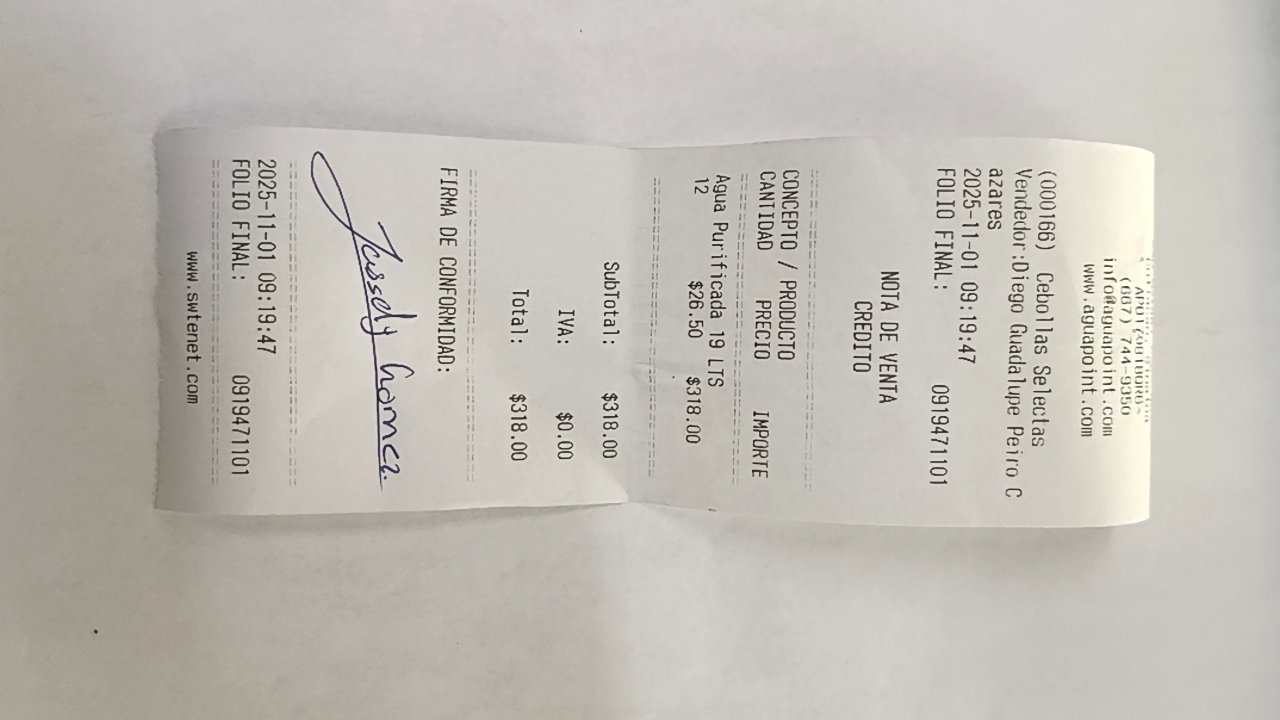 (667) 744-9350
info@aguapoint.com
www.aguapoint.com
(000166) Cebollas Selectas
Vendedor:Diego Guadalupe Peiro C
azares
2025-11-01 09:19:47
FOLIO FINAL: 0919471101
NOTA DE VENTA
CREDITO
CONCEPTO / PRODUCTO
CANTIDAD PRECIO IMPORTE
Agua Purificada 19 LTS
12 $26.50 $318.00
SubTotal: $318.00
IVA: $0.00
Total: $318.00
FIRMA DE CONFORMIDAD:
2025-11-01 09:19:47
FOLIO FINAL: 0919471101
www.swtenet.com